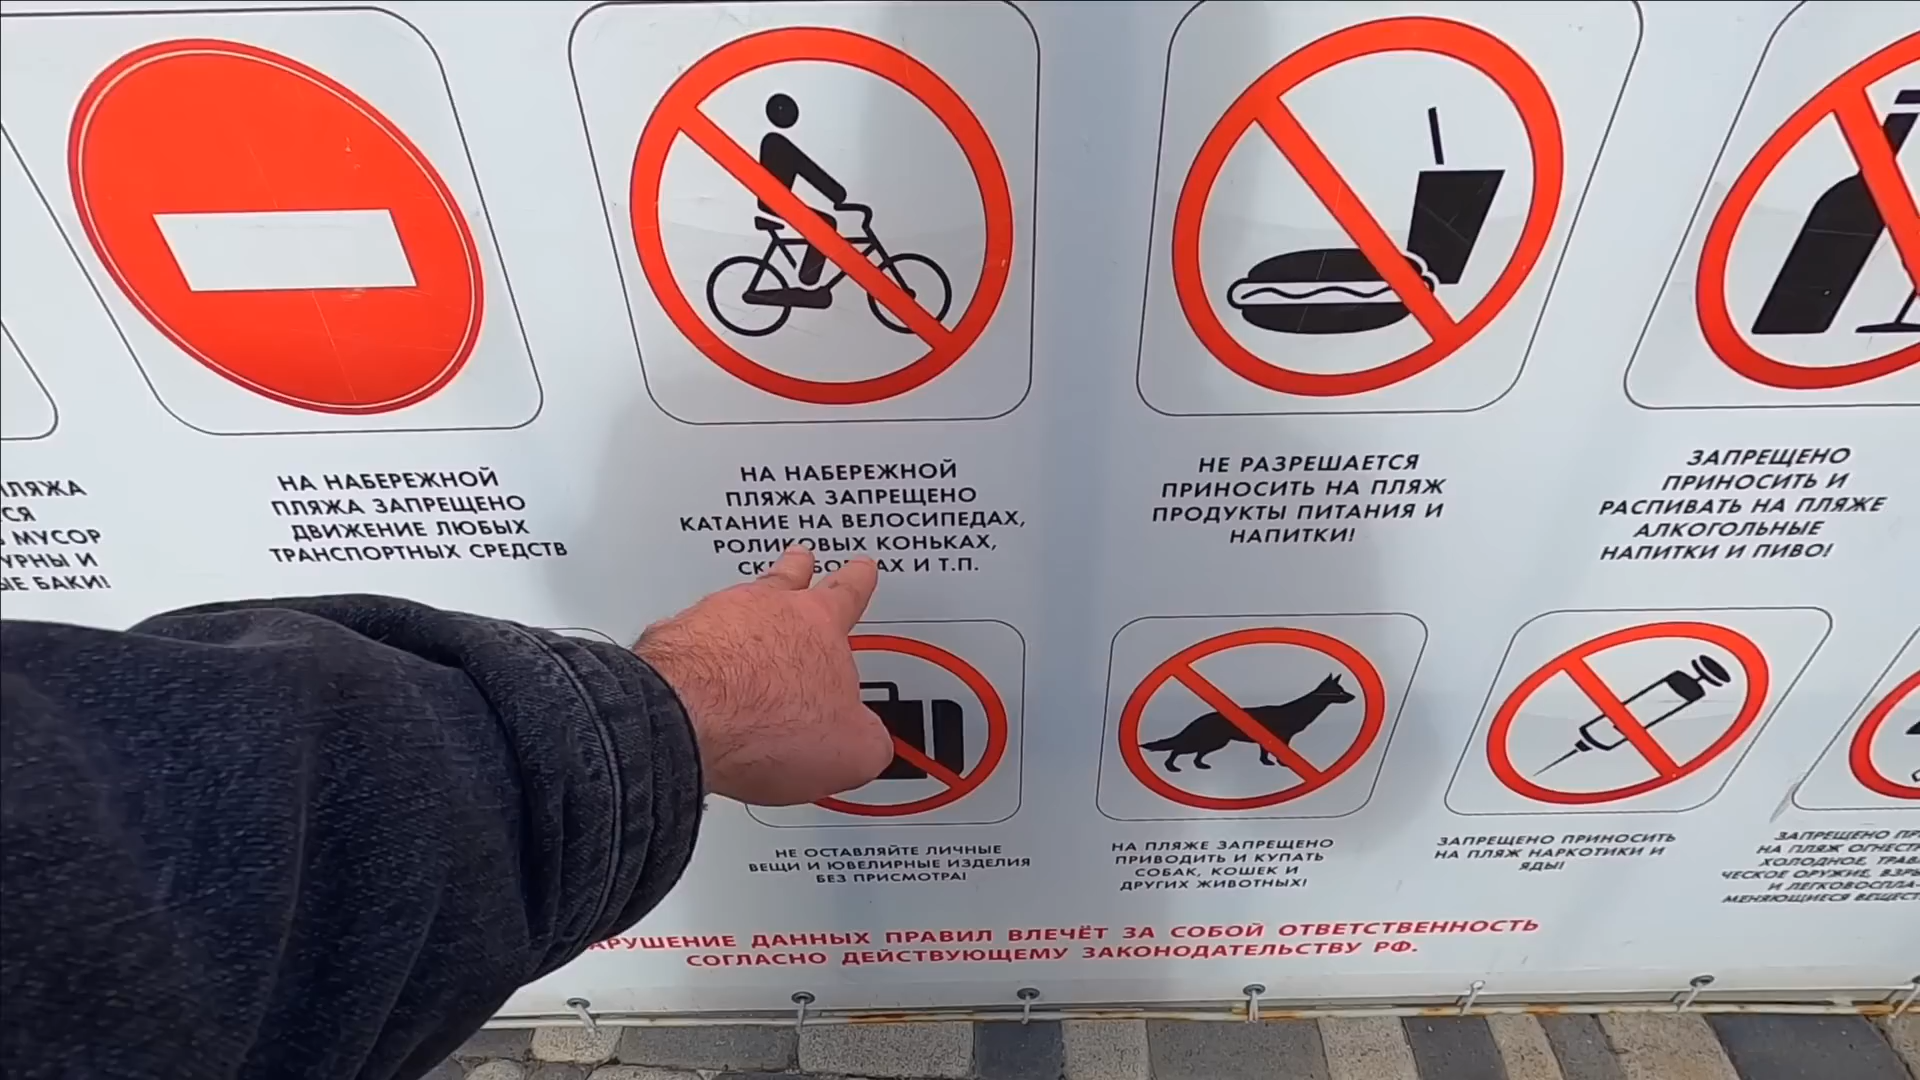 ПЛЯЖА
МУСОР
И
БАКИ!
НА НАБЕРЕЖНОЙ
ПЛЯЖА ЗАПРЕЩЕНО
ДВИЖЕНИЕ ЛЮБЫХ
ТРАНСПОРТНЫХ СРЕДСТВ
НА НАБЕРЕЖНОЙ
ПЛЯЖА ЗАПРЕЩЕНО
КАТАНИЕ НА ВЕЛОСИПЕДАХ,
РОЛИКОВЫХ КОНЬКАХ,
И Т.П.
НЕ РАЗРЕШАЕТСЯ
ПРИНОСИТЬ НА ПЛЯЖ
ПРОДУКТЫ ПИТАНИЯ И
НАПИТКИ!
ЗАПРЕЩЕНО
ПРИНОСИТЬ И
РАСПИВАТЬ НА ПЛЯЖЕ
АЛКОГОЛЬНЫЕ
НАПИТКИ И ПИВО!
НЕ ОСТАВЛЯЙТЕ ЛИЧНЫЕ
ВЕЩИ И ЮВЕЛИРНЫЕ ИЗДЕЛИЯ
БЕЗ ПРИСМОТРА!
НА ПЛЯЖЕ ЗАПРЕЩЕНО
ПРИВОДИТЬ И КУПАТЬ
СОБАК, КОШЕК И
ДРУГИХ ЖИВОТНЫХ!
ЗАПРЕЩЕНО ПРИНОСИТЬ
НА ПЛЯЖ НАРКОТИКИ И
ЯДЫ!
ЗАПРЕЩЕНО
НА ПЛЯЖ
ХОЛОДНОЕ,
ЧЕСКОЕ ОРУЖИЕ,
И ЛЕГКОВОСПЛА-
МЕНЯЮЩИЕСЯ
НАРУШЕНИЕ ДАННЫХ ПРАВИЛ ВЛЕЧЁТ ЗА СОБОЙ ОТВЕТСТВЕННОСТЬ
СОГЛАСНО ДЕЙСТВУЮЩЕМУ ЗАКОНОДАТЕЛЬСТВУ РФ.